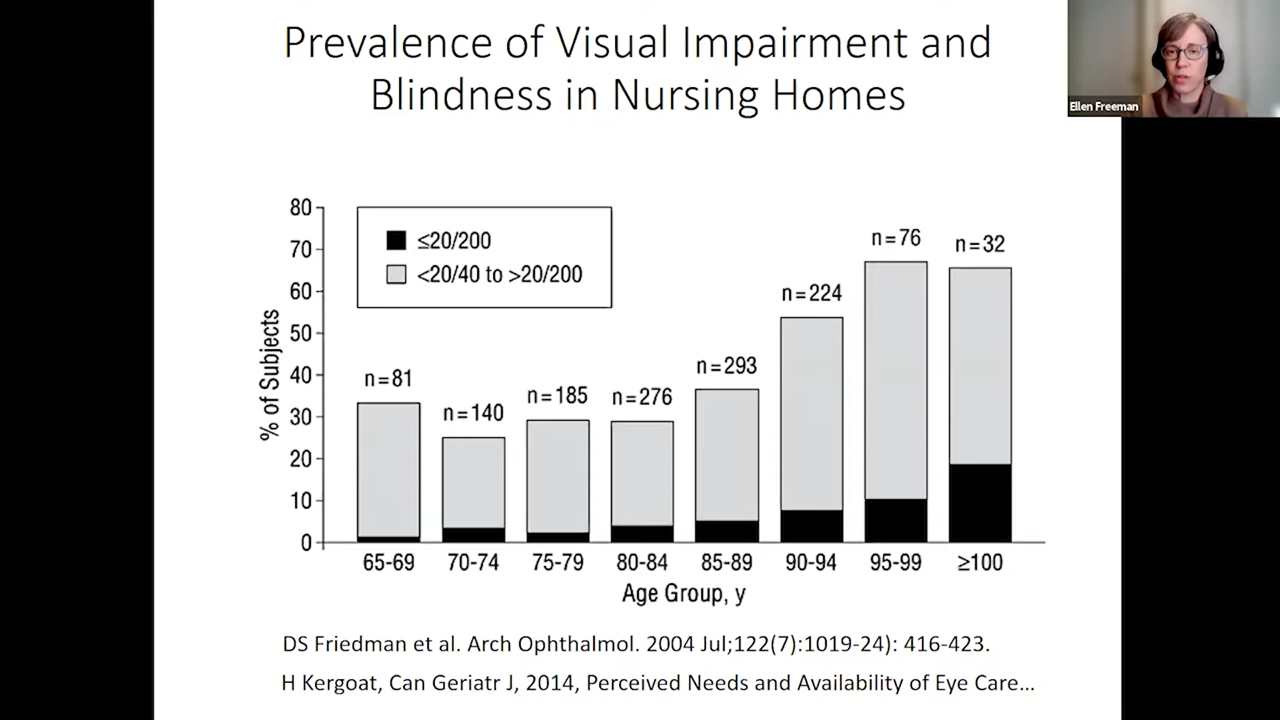 Prevalence of Visual Impairment and
Blindness in Nursing Homes
Ellen Freeman
80
70
60
50
40
30
20
10
0
% of Subjects
≤20/200
<20/40 to >20/200
n=81
n=140
n=185
n=276
n=293
n=224
n=76
n=32
65-69
70-74
75-79
80-84
85-89
90-94
95-99
≥100
Age Group, y
DS Friedman et al. Arch Ophthalmol. 2004 Jul;122(7):1019-24): 416-423.
H Kergoat, Can Geriatr J, 2014, Perceived Needs and Availability of Eye Care...